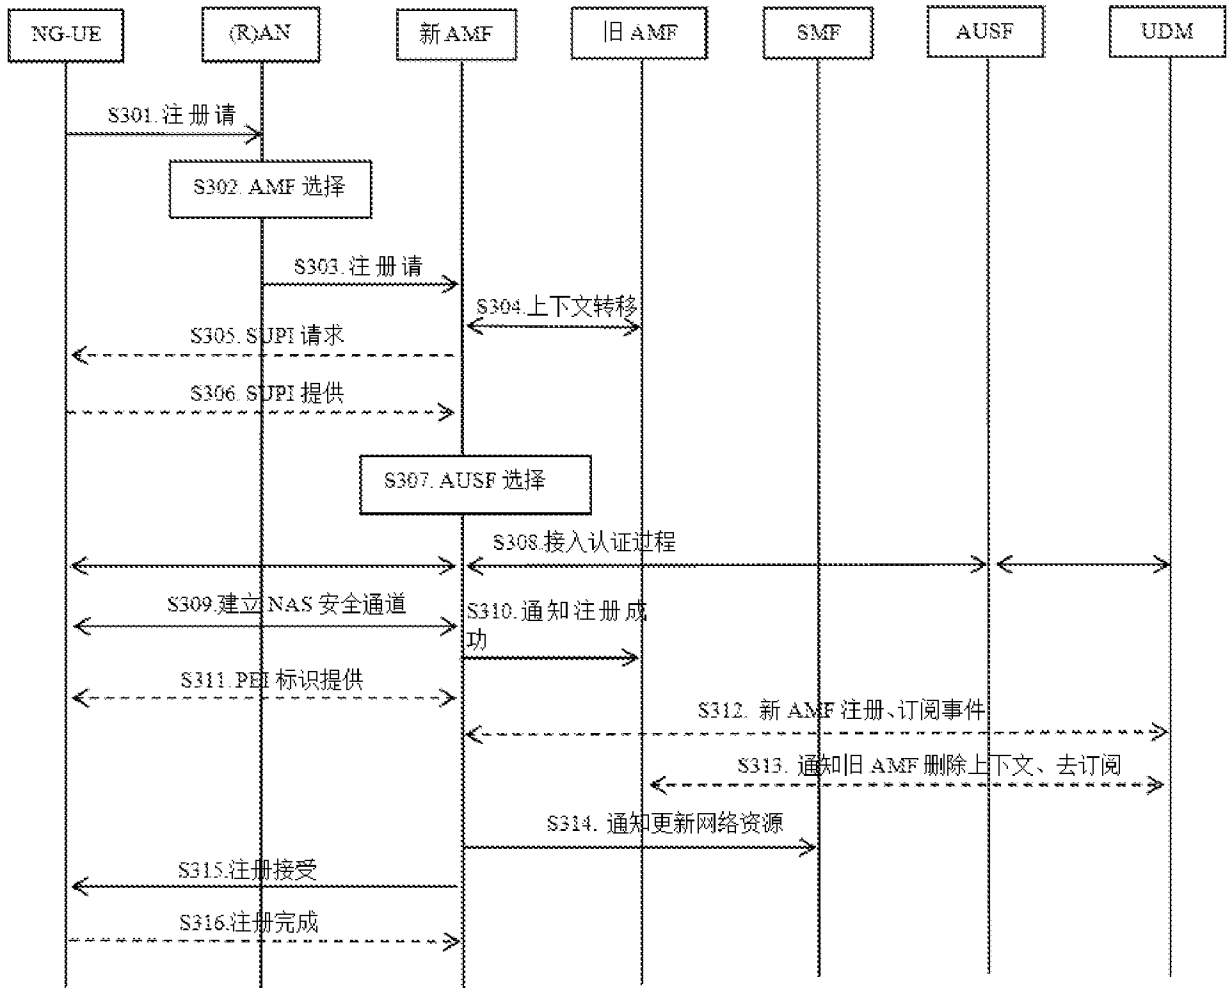 NG-UE
(R)AN
新AMF
旧AMF
SMF
AUSF
UDM
S301.注册请
S302. AMF 选择
S303.注册请
S304.上下文转移
S305. SUPI 请求
S306. SUPI 提供
S307. AUSF 选择
S308.接入认证过程
S309.建立 NAS 安全通道
S310.通知注册成
功
S311. PEI 标识提供
S312. 新 AMF 注册、订阅事件
S313. 通知旧 AMF 删除上下文、去订阅
S314. 通知更新网络资源
S315.注册接受
S316.注册完成